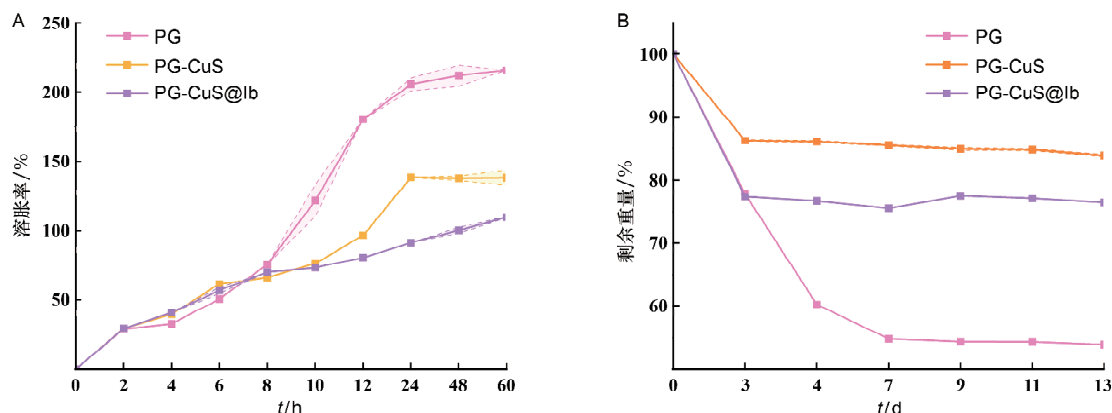 A
250
200
150
100
50
0
溶胀率/%
PG
PG-CuS
PG-CuS@Ib
0 2 4 6 8 10 12 24 48 60
t/h
B
100
90
80
70
60
剩余重量/%
PG
PG-CuS
PG-CuS@Ib
0 3 4 7 9 11 13
t/d